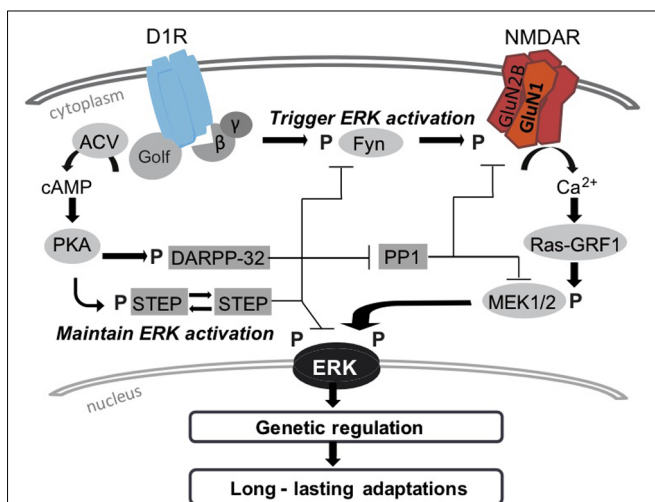 D1R
NMDAR
cytoplasm
GluN2B
GluN1
Trigger ERK activation
ACV
Golf
β
γ
P
Fyn
P
cAMP
Ca2+
PKA
P
DARPP-32
PP1
Ras-GRF1
P
STEP
STEP
MEK1/2
P
Maintain ERK activation
P
P
ERK
nucleus
Genetic regulation
Long - lasting adaptations